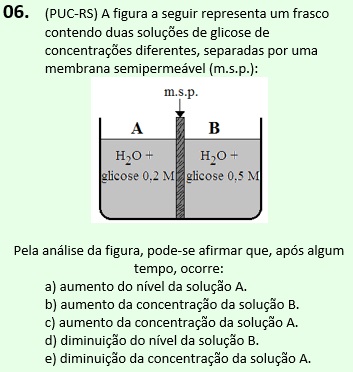 06. (PUC-RS) A figura a seguir representa um frasco
contendo duas soluções de glicose de
concentrações diferentes, separadas por uma
membrana semipermeável (m.s.p.):
m.s.p.
A B
H₂O + H₂O +
glicose 0,2 M glicose 0,5 M
Pela análise da figura, pode-se afirmar que, após algum
tempo, ocorre:
a) aumento do nível da solução A.
b) aumento da concentração da solução B.
c) aumento da concentração da solução A.
d) diminuição do nível da solução B.
e) diminuição da concentração da solução A.